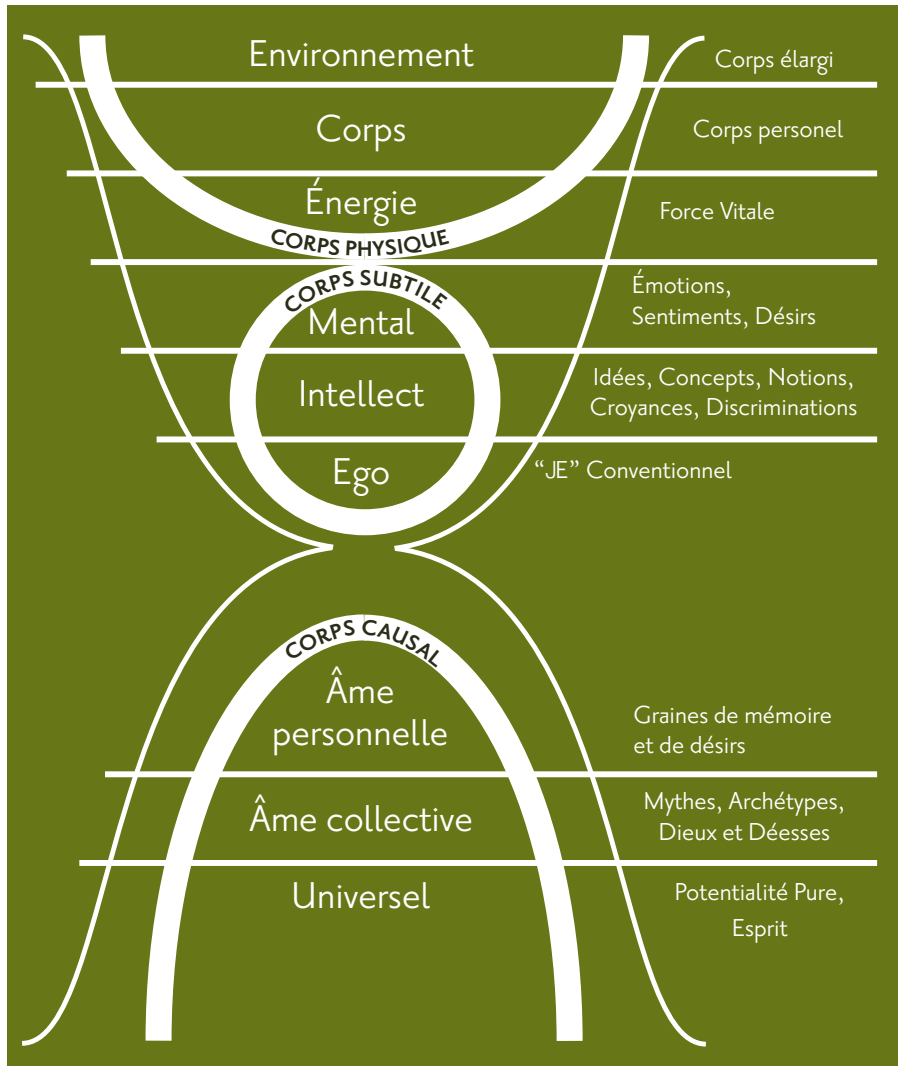 Environnement
Corps élargi
Corps
Corps personel
Énergie
Force Vitale
CORPS PHYSIQUE
CORPS SUBTILE
Mental
Émotions,
Sentiments, Désirs
Intellect
Idées, Concepts, Notions,
Croyances, Discriminations
Ego
“JE” Conventionnel
CORPS CAUSAL
Âme
personnelle
Graines de mémoire
et de désirs
Âme collective
Mythes, Archétypes,
Dieux et Déesses
Universel
Potentialité Pure,
Esprit